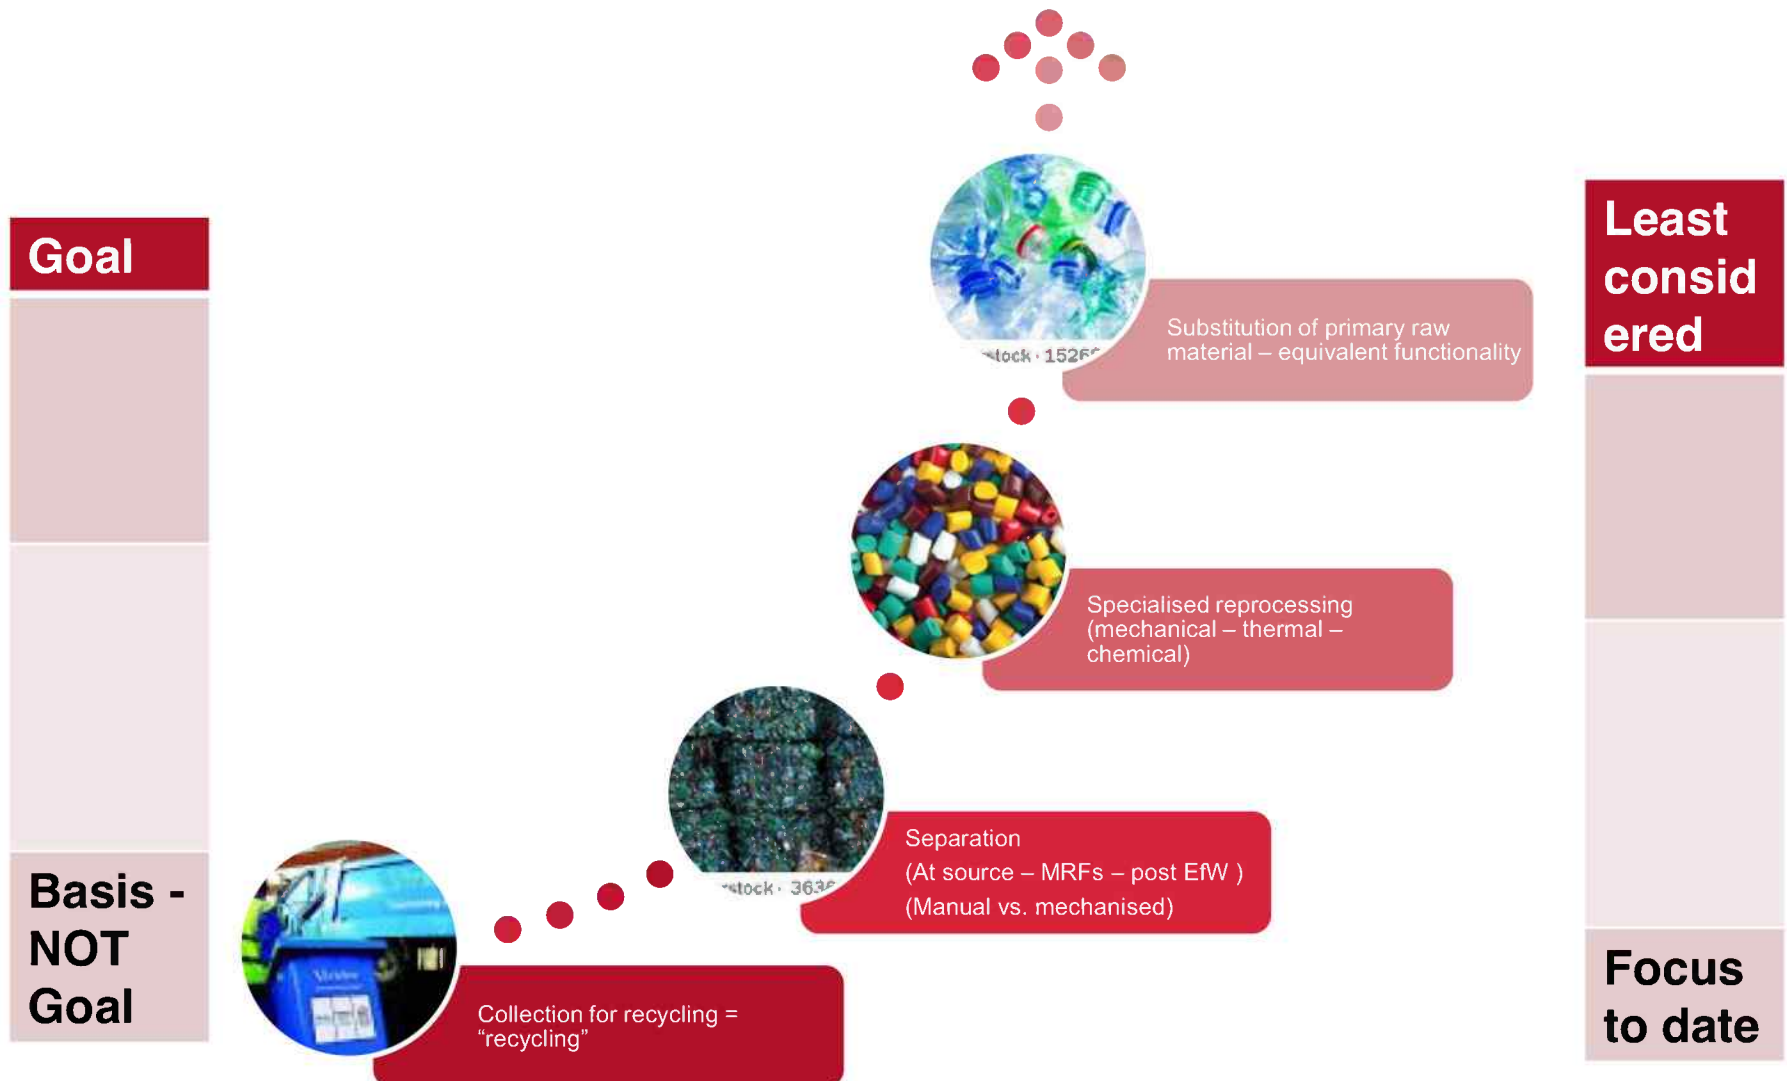 Goal
Basis -
NOT
Goal
Substitution of primary raw
material – equivalent functionality
Specialised reprocessing
(mechanical – thermal –
chemical)
Separation
(At source – MRFs – post EfW )
(Manual vs. mechanised)
Collection for recycling =
“recycling”
Least
consid
ered
Focus
to date